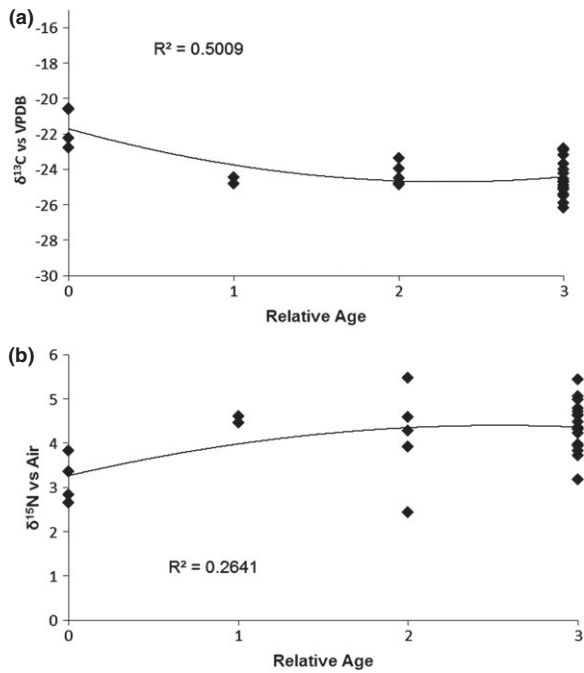 (a)
R² = 0.5009
δ¹³C vs VPDB
-16
-18
-20
-22
-24
-26
-28
-30
0
1
2
3
Relative Age
(b)
R² = 0.2641
δ¹⁵N vs Air
6
5
4
3
2
1
0
0
1
2
3
Relative Age